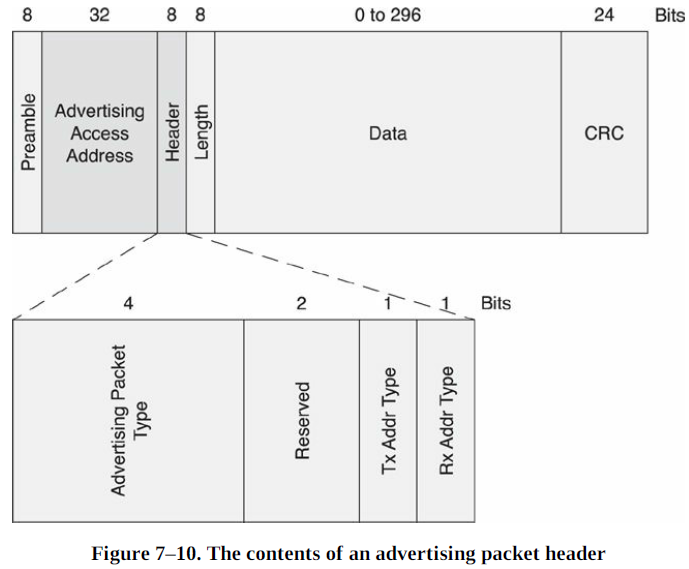 8 32 8 8 0 to 296 24 Bits
Preamble
Advertising
Access
Address
Header
Length
Data
CRC
4 2 1 1 Bits
Advertising Packet
Type
Reserved
Tx Addr Type
Rx Addr Type
Figure 7–10. The contents of an advertising packet header